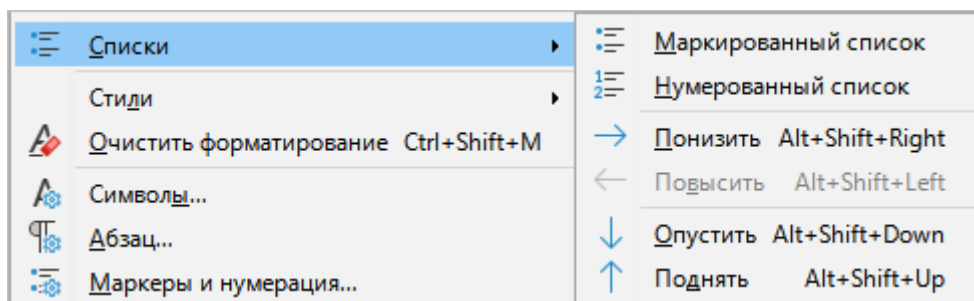 Списки
Стили
Очистить форматирование Ctrl+Shift+M
Символы...
Абзац...
Маркеры и нумерация...
Маркированный список
Нумерованный список
Понизить Alt+Shift+Right
Повысить Alt+Shift+Left
Опустить Alt+Shift+Down
Поднять Alt+Shift+Up